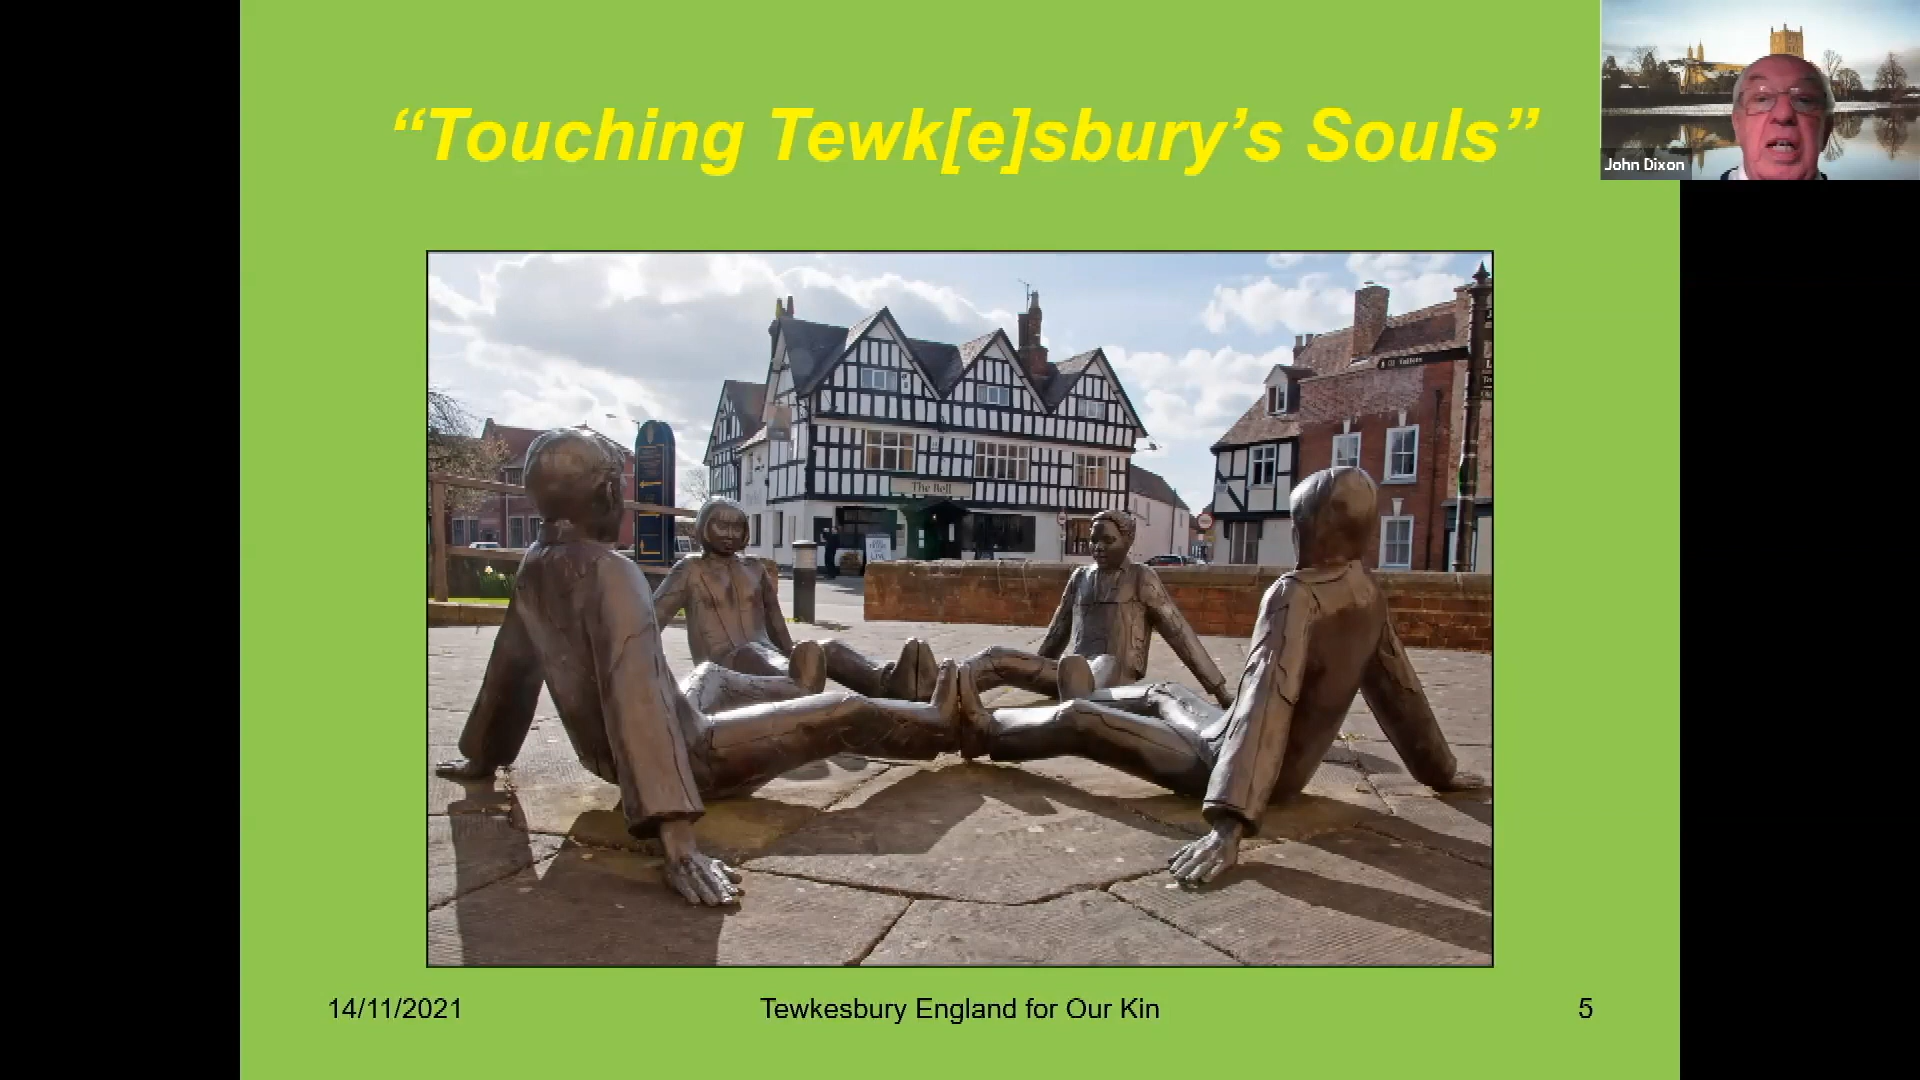 “Touching Tewk[e]sbury’s Souls”
John Dixon
The Bell
14/11/2021
Tewkesbury England for Our Kin
5